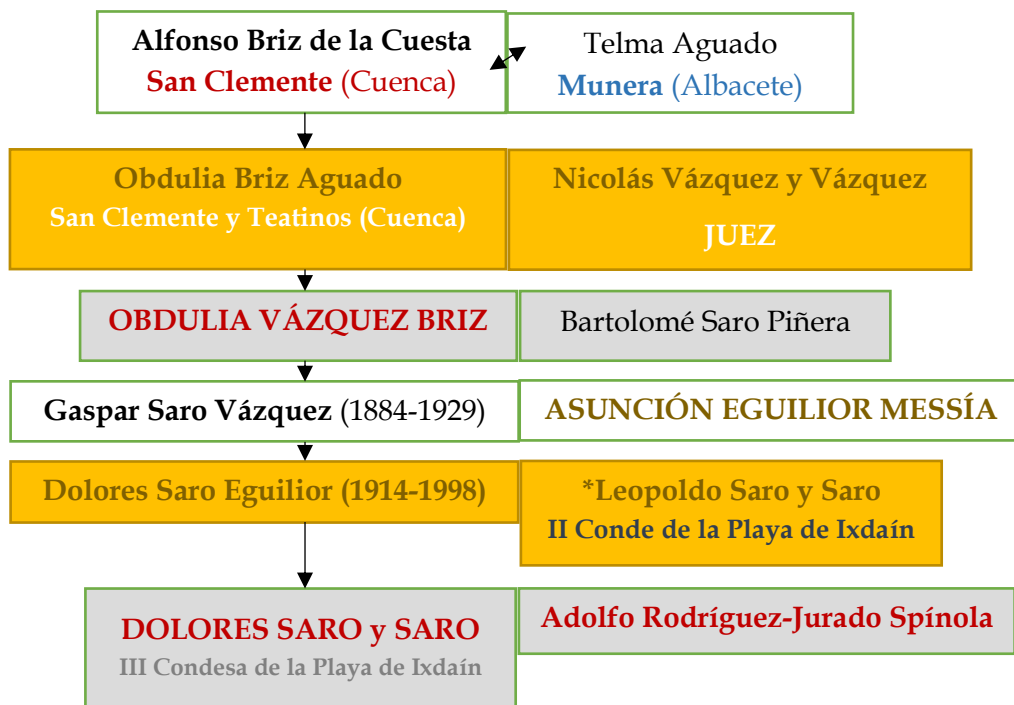 Alfonso Briz de la Cuesta
San Clemente (Cuenca)
Telma Aguado
Munera (Albacete)
Obdulia Briz Aguado
San Clemente y Teatinos (Cuenca)
Nicolás Vázquez y Vázquez
JUEZ
OBDULIA VÁZQUEZ BRIZ
Bartolomé Saro Piñera
Gaspar Saro Vázquez (1884-1929)
ASUNCIÓN EGUILIOR MESSÍA
Dolores Saro Eguilior (1914-1998)
*Leopoldo Saro y Saro
II Conde de la Playa de Ixdaín
DOLORES SARO y SARO
III Condesa de la Playa de Ixdaín
Adolfo Rodríguez-Jurado Spínola